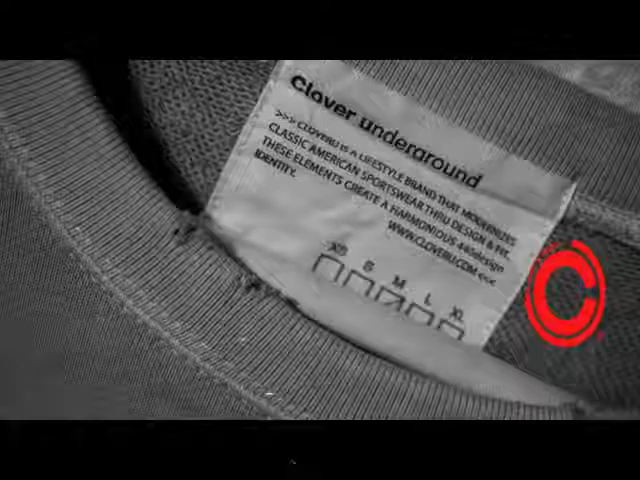 Clover underground
>>> CLOVERU IS A LIFESTYLE BRAND THAT MODERNIZES
CLASSIC AMERICAN SPORTSWEAR THRU DESIGN & FIT.
THESE ELEMENTS CREATE A HARMONIOUS 440design
IDENTITY.
WWW.CLOVERU.COM <<<
XS S M L XL
C